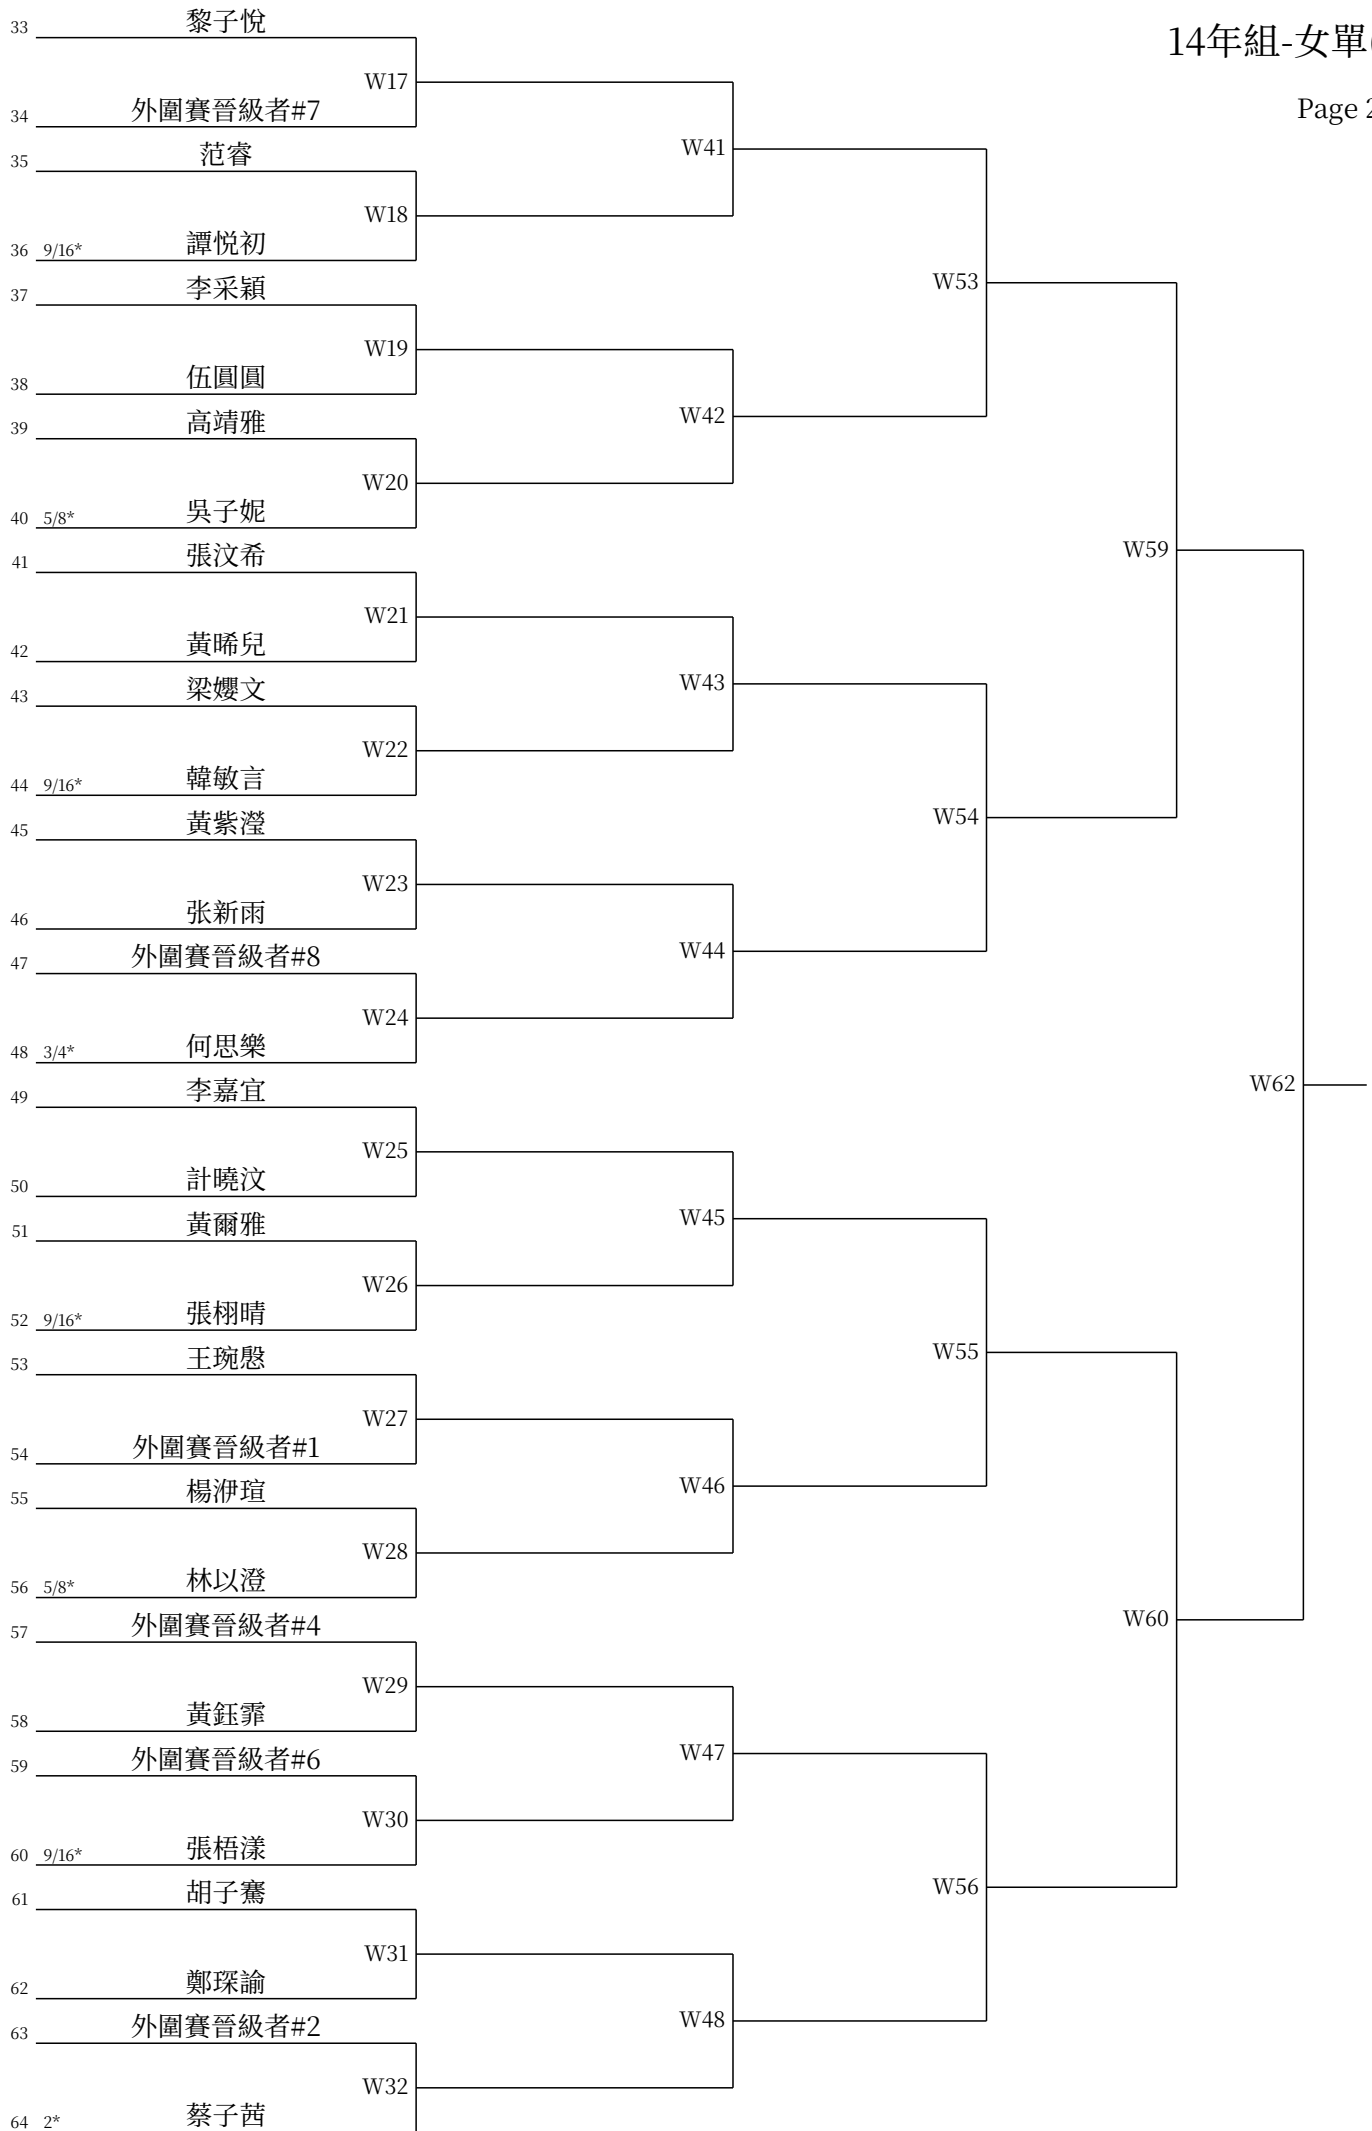 14年組-女單
Page 2
33 黎子悅
W17
34 外圍賽晉級者#7
W41
35 范睿
W18
36 9/16* 譚悅初
W53
37 李采穎
W19
38 伍圓圓
W42
39 高靖雅
W20
40 5/8* 吳子妮
W59
41 張汶希
W21
42 黃晞兒
W43
43 梁嬰文
W22
44 9/16* 韓敏言
W54
45 黃紫瀅
W23
46 张新雨
W44
47 外圍賽晉級者#8
W24
48 3/4* 何思樂
W62
49 李嘉宜
W25
50 計曉汶
W45
51 黃爾雅
W26
52 9/16* 張栩晴
W55
53 王琬慇
W27
54 外圍賽晉級者#1
W46
55 楊洢瑄
W28
56 5/8* 林以澄
W60
57 外圍賽晉級者#4
W29
58 黃鈺霏
W47
59 外圍賽晉級者#6
W30
60 9/16* 張梧漾
W56
61 胡子騫
W31
62 鄭琛諭
W48
63 外圍賽晉級者#2
W32
64 2* 蔡子茜